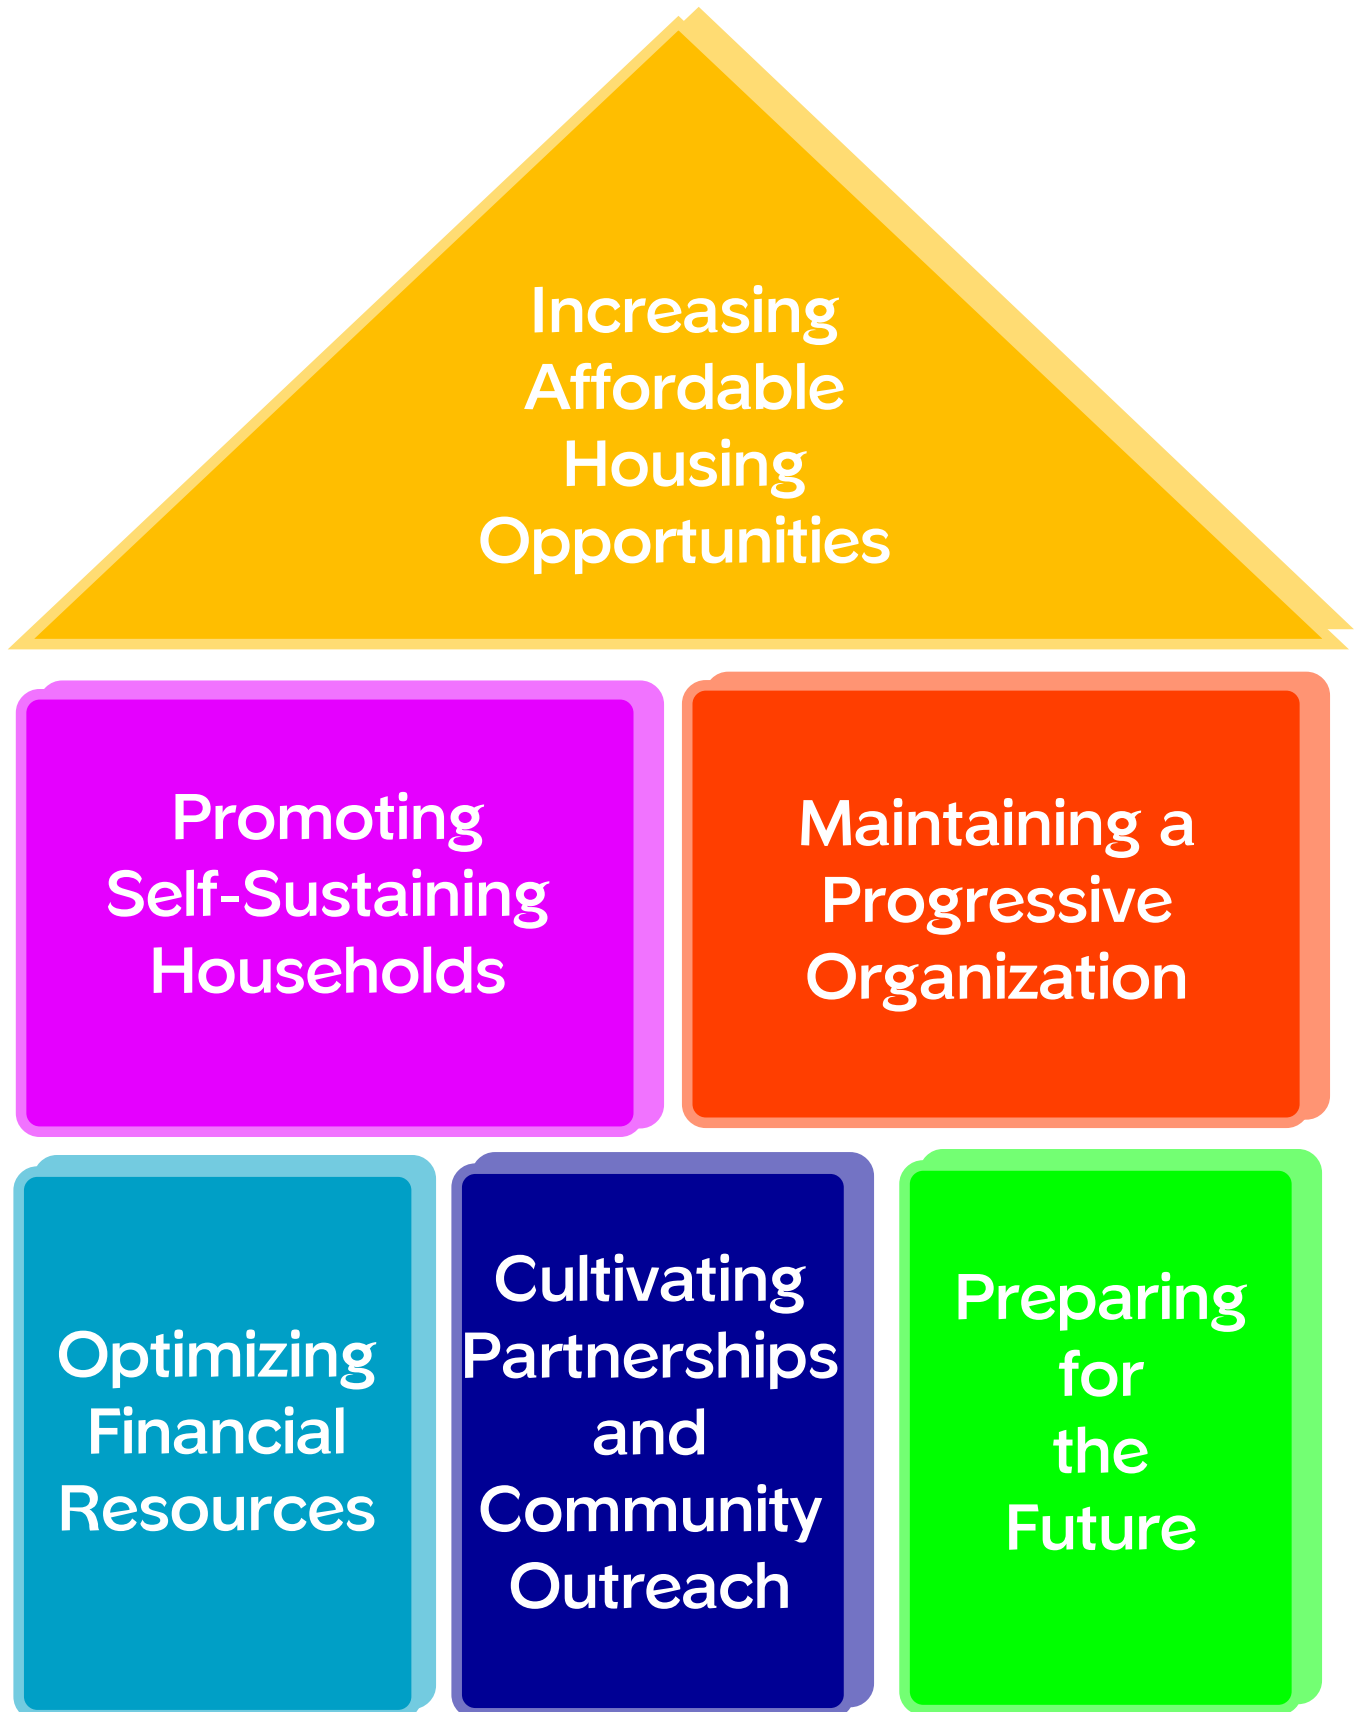 Increasing
Affordable
Housing
Opportunities
Promoting
Self-Sustaining
Households
Maintaining a
Progressive
Organization
Optimizing
Financial
Resources
Cultivating
Partnerships
and
Community
Outreach
Preparing
for
the
Future